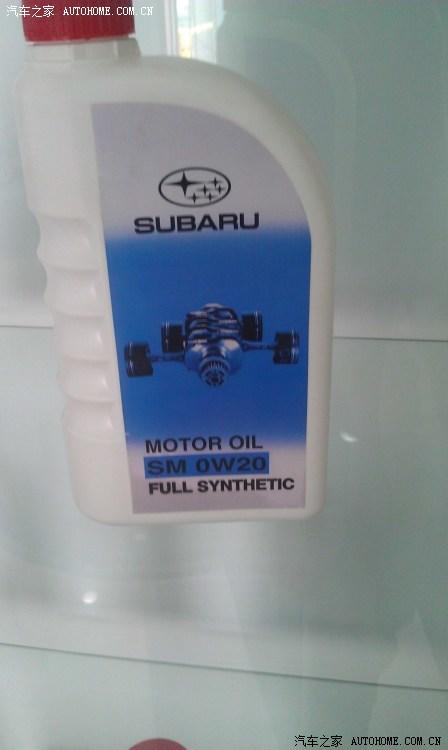 汽车之家 AUTOHOME.COM.CN
SUBARU
MOTOR OIL
SM 0W20
FULL SYNTHETIC
汽车之家 AUTOHOME.COM.CN